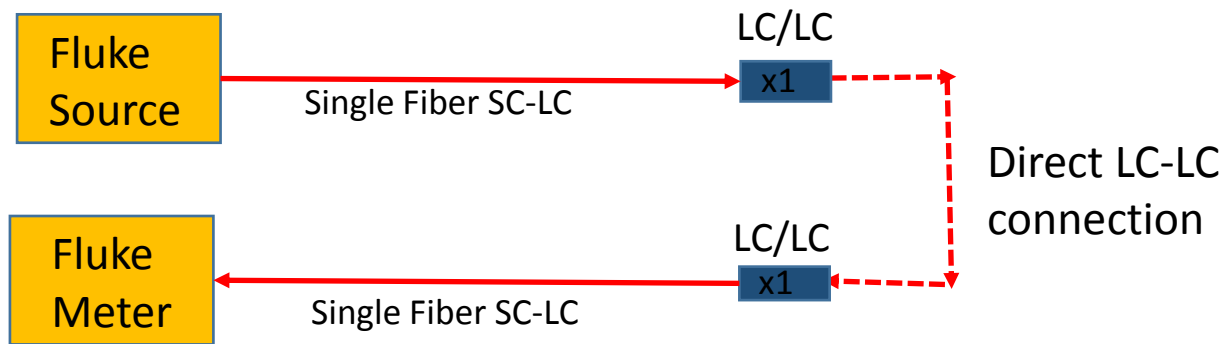 Fluke
Source
Single Fiber SC-LC
LC/LC
x1
Direct LC-LC
connection
Fluke
Meter
Single Fiber SC-LC
LC/LC
x1